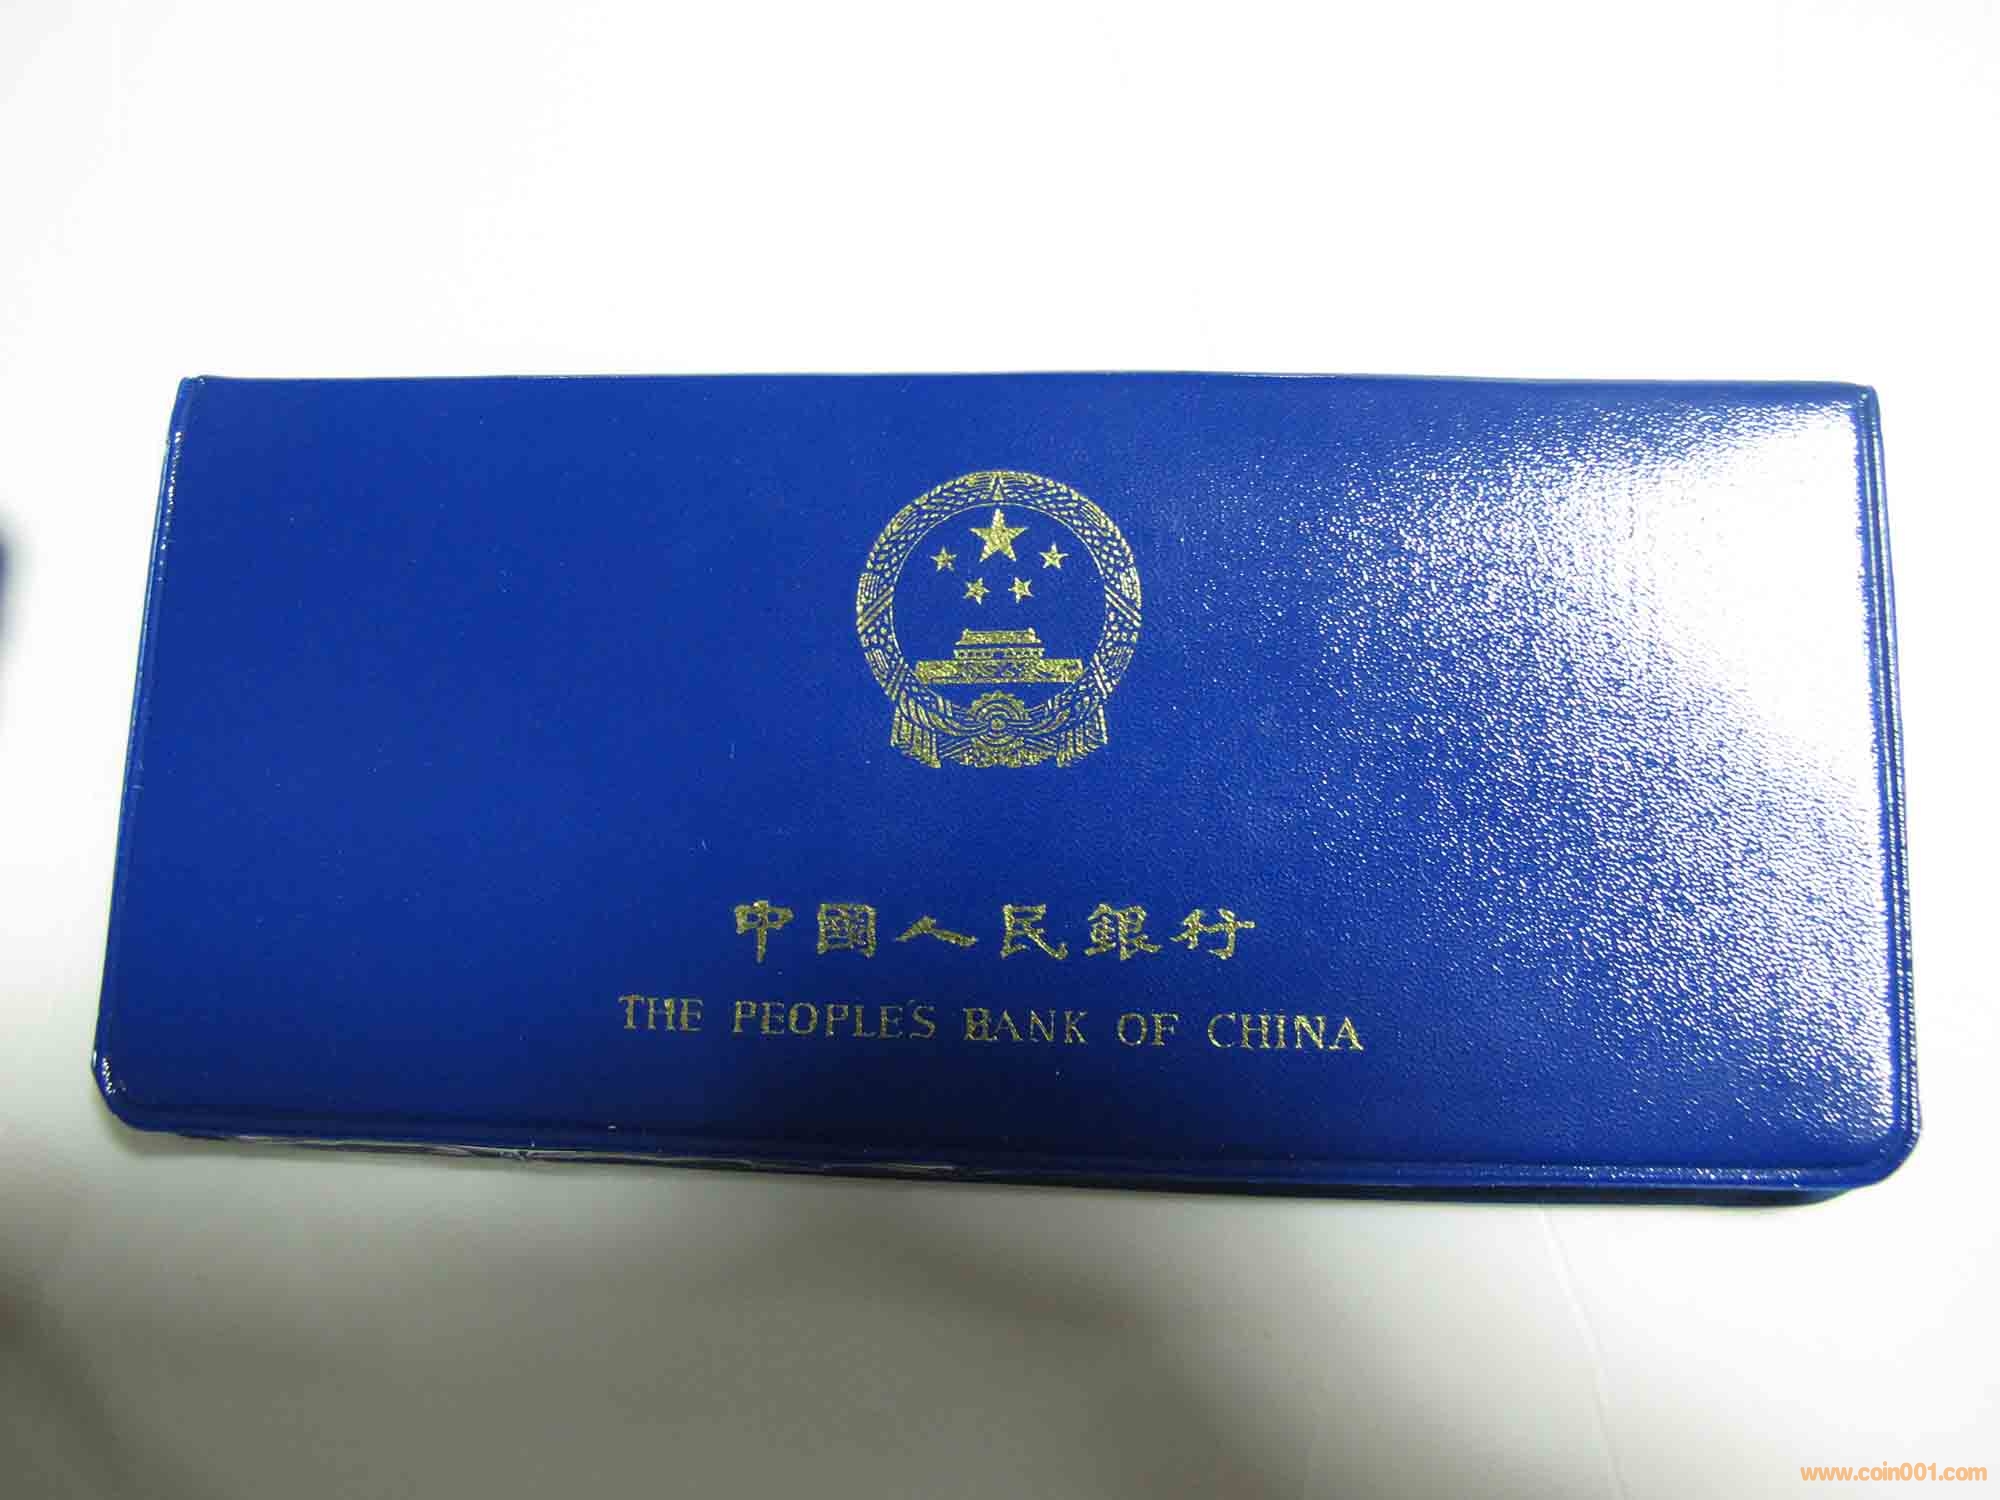 中國人民銀行
THE PEOPLE'S BANK OF CHINA
www.coin001.com